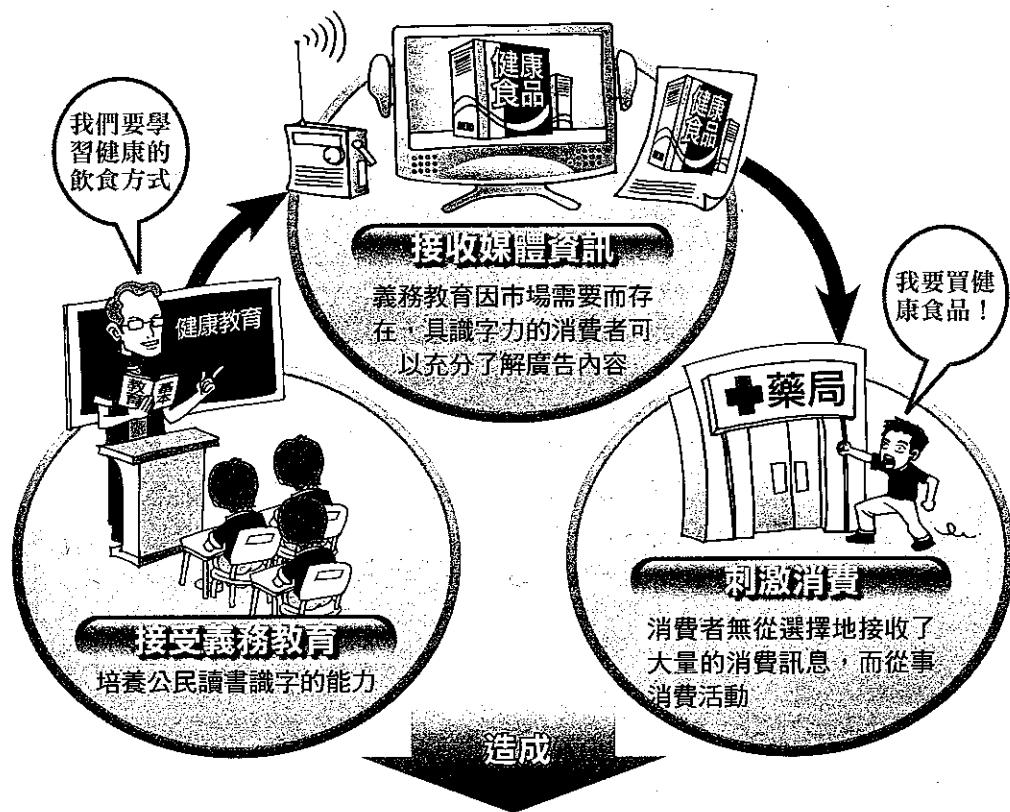 健康
食品
健康
食品
我們要學
習健康的
飲食方式
接收媒體資訊
義務教育因市場需要而存
在，具識字力的消費者可
以充分了解廣告內容
我要買健
康食品！
健康教育
教育
藥局
接受義務教育
培養公民讀書識字的能力
刺激消費
消費者無從選擇地接收了
大量的消費訊息，而從事
消費活動
造成